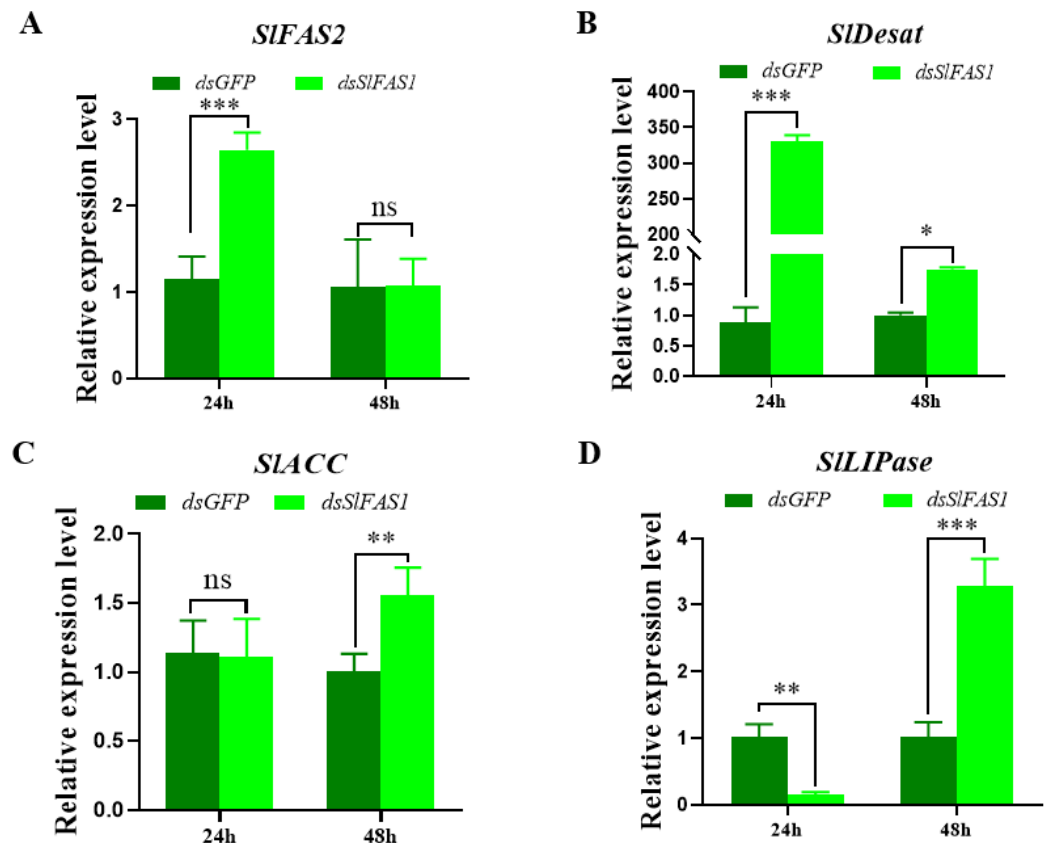 A
SlFAS2
dsGFP dsSlFAS1
Relative expression level
3
2
1
0
***
ns
24h 48h
B
SlDesat
dsGFP dsSlFAS1
Relative expression level
400
350
300
250
200
2.0
1.5
1.0
0.5
0.0
***
*
24h 48h
C
SlACC
dsGFP dsSlFAS1
Relative expression level
2.0
1.5
1.0
0.5
0.0
ns
**
24h 48h
D
SlLIPase
dsGFP dsSlFAS1
Relative expression level
4
3
2
1
0
**
***
24h 48h